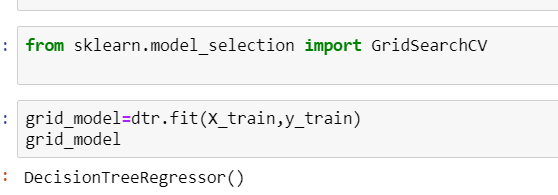 : from sklearn.model_selection import GridSearchCV
: grid_model=dtr.fit(X_train,y_train)
grid_model
: DecisionTreeRegressor()